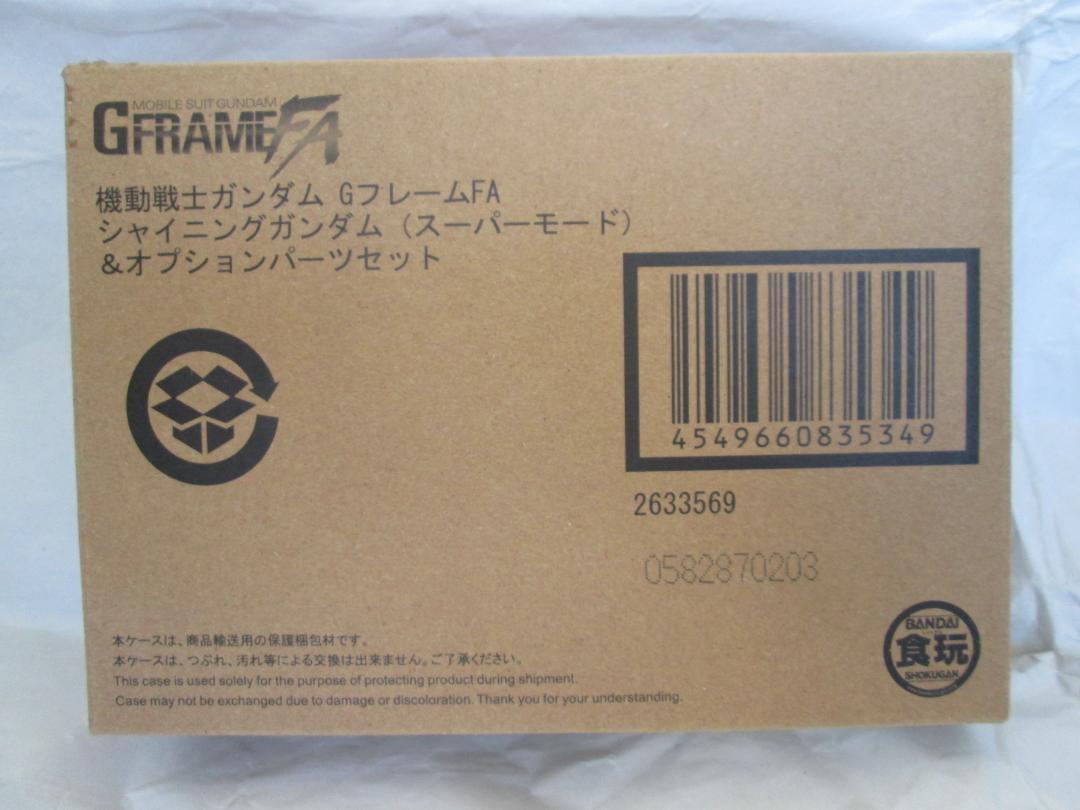 MOBILE SUIT GUNDAM
GFRAMEFA
機動戦士ガンダム GフレームFA
シャイニングガンダム（スーパーモード）
&オプションパーツセット
4549660835349
2633569
0582870203
本ケースは、商品輸送用の保護梱包材です。
本ケースは、つぶれ、汚れ等による交換は出来ません。ご了承ください。
This case is used solely for the purpose of protecting product during shipment.
Case may not be exchanged due to damage or discoloration. Thank you for your understanding.
BANDAI
食玩
SHOKUGAN